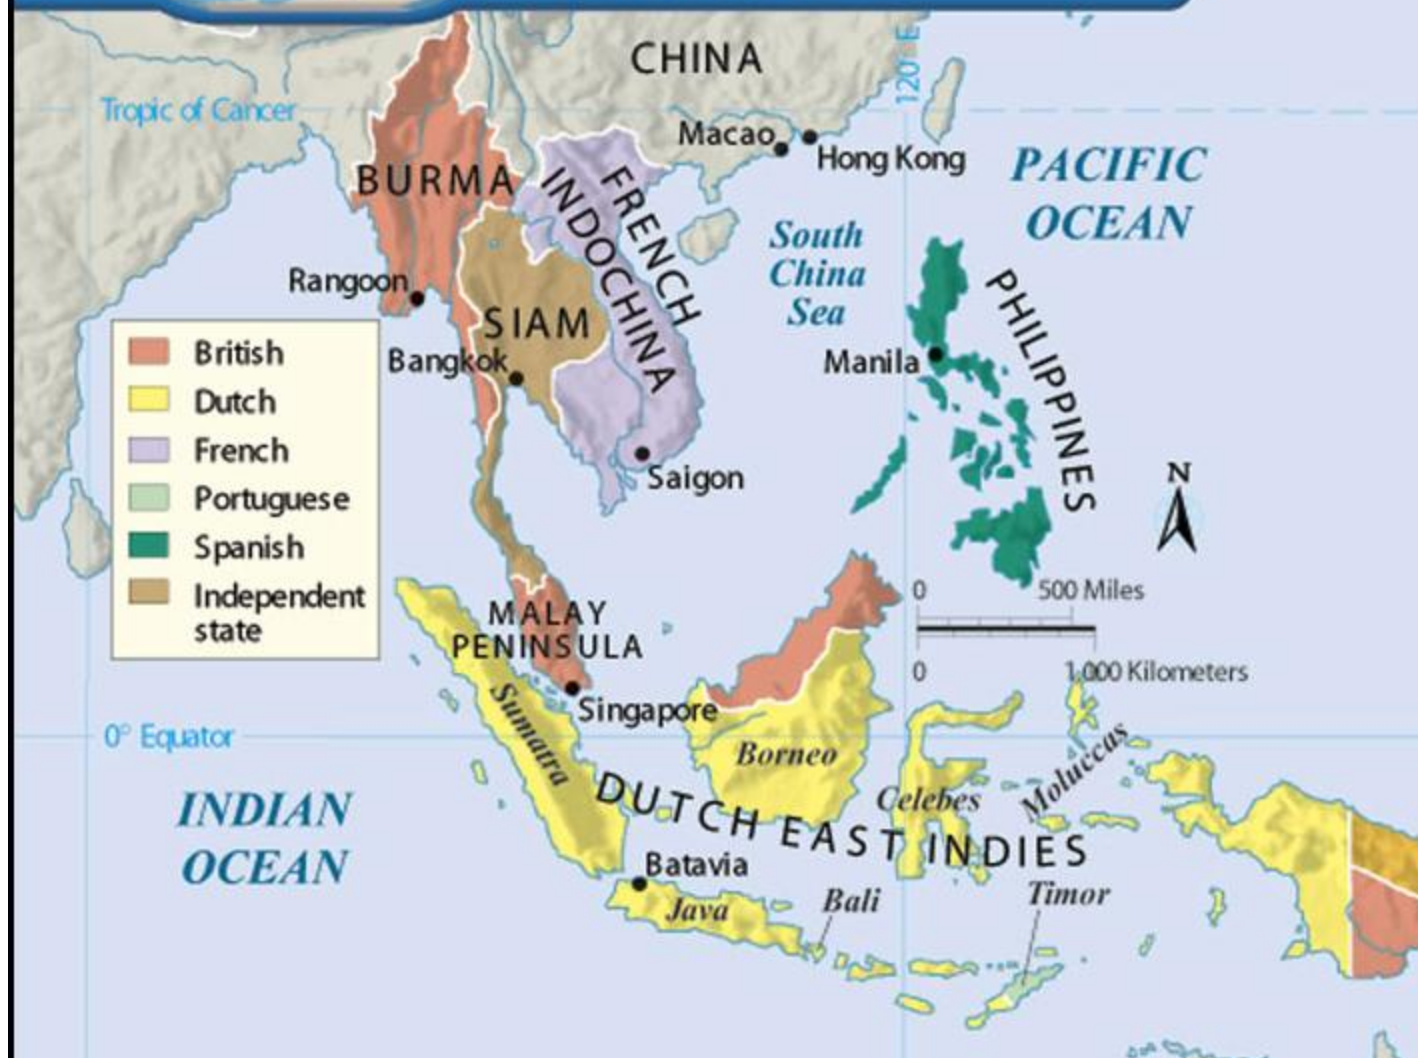 CHINA
120° E
Tropic of Cancer
Macao
Hong Kong
PACIFIC
OCEAN
BURMA
FRENCH
INDOCHINA
South
China
Sea
Rangoon
SIAM
PHILIPPINES
Bangkok
Manila
British
Dutch
French
Portuguese
Spanish
Independent
state
Saigon
N
0
500 Miles
0
1,000 Kilometers
MALAY
PENINSULA
Singapore
Sumatra
0° Equator
Borneo
Moluccas
Celebes
INDIAN
OCEAN
DUTCH EAST INDIES
Batavia
Java
Bali
Timor